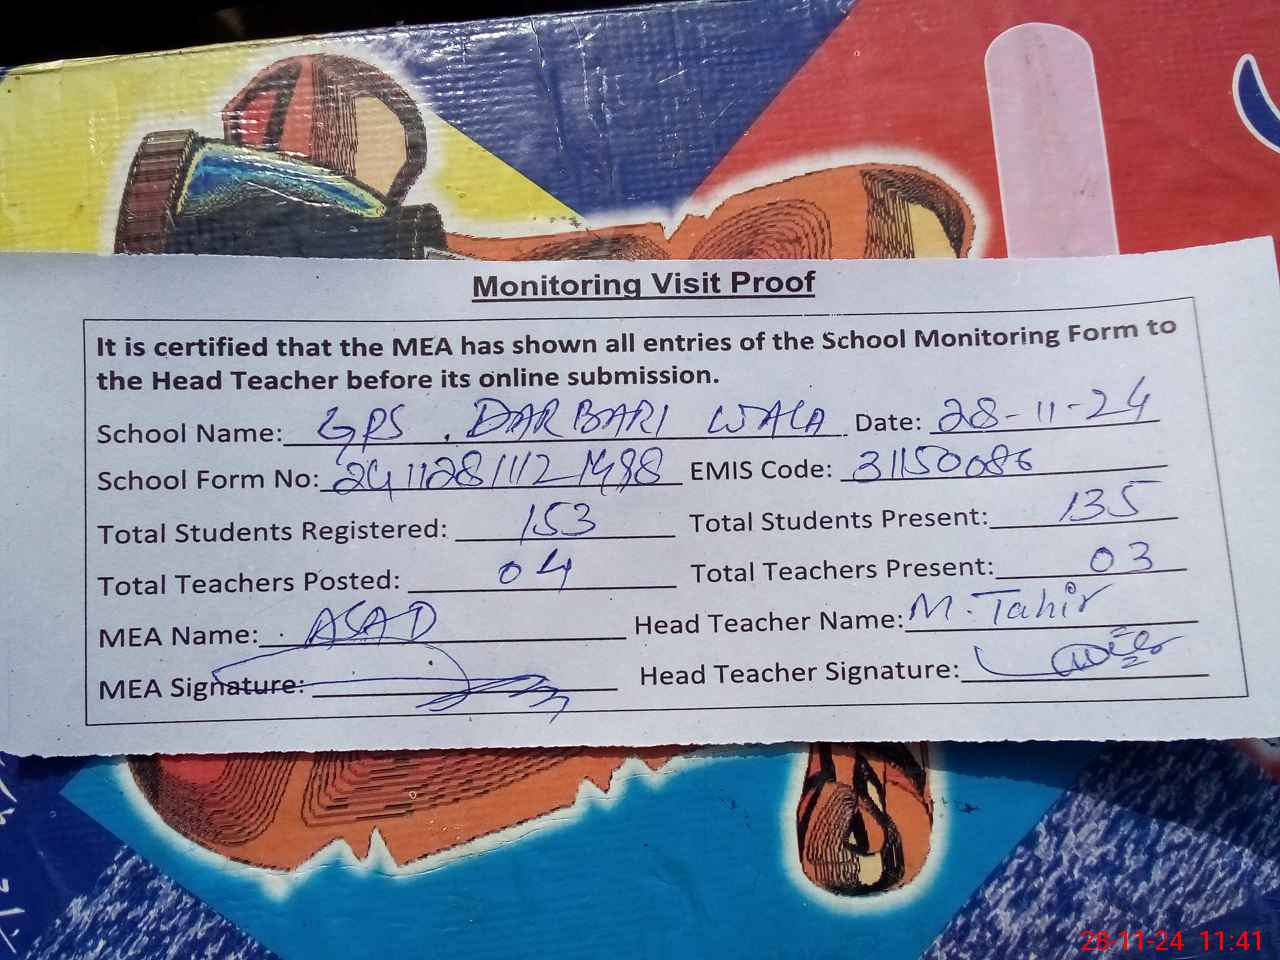 Monitoring Visit Proof
It is certified that the MEA has shown all entries of the School Monitoring Form to
the Head Teacher before its online submission.
School Name: GPS. DARBARI WALA Date: 28-11-24
School Form No: EMIS Code: 31150086
Total Students Registered: 153 Total Students Present: 135
Total Teachers Posted: 04 Total Teachers Present: 03
MEA Name: ASAD Head Teacher Name: M. Tahir
MEA Signature: Head Teacher Signature:
28-11-24 11:41